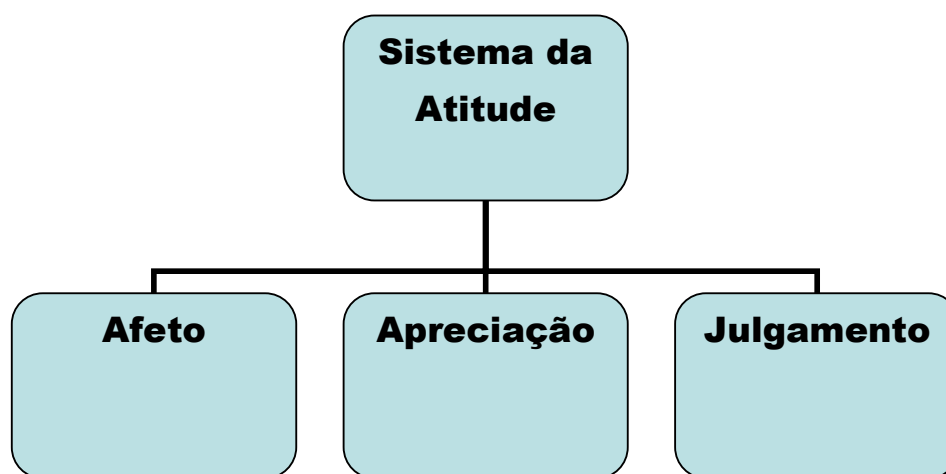 Sistema da
Atitude
Afeto
Apreciação
Julgamento